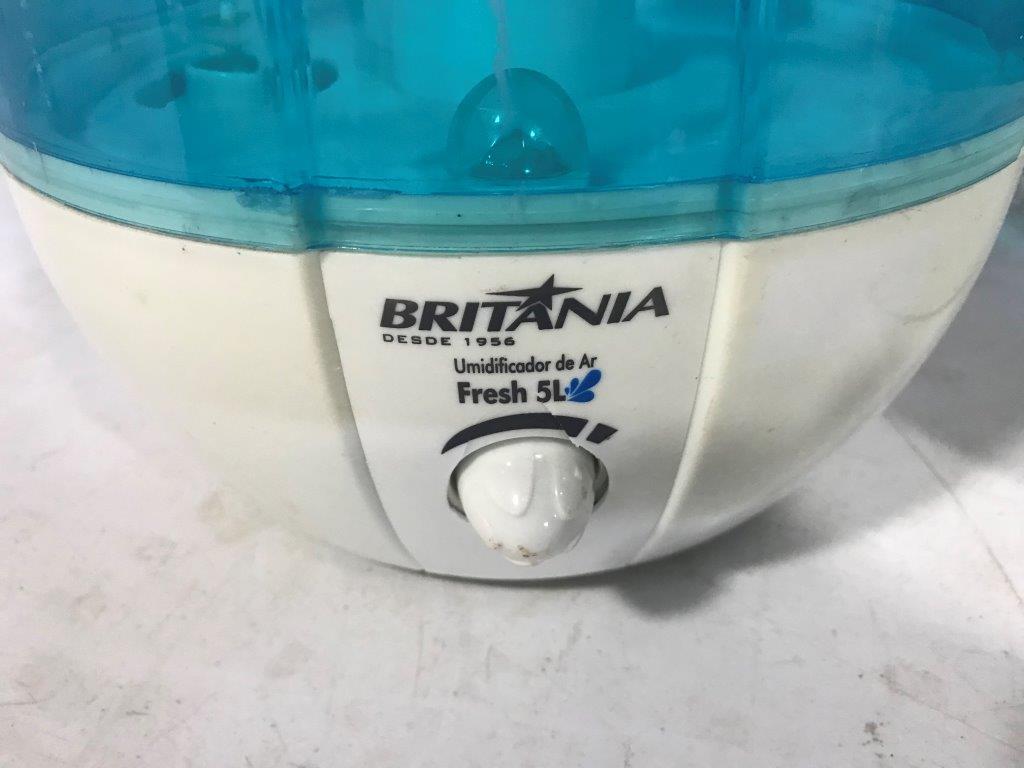 BRITANIA
DESDE 1956
Umidificador de Ar
Fresh 5L